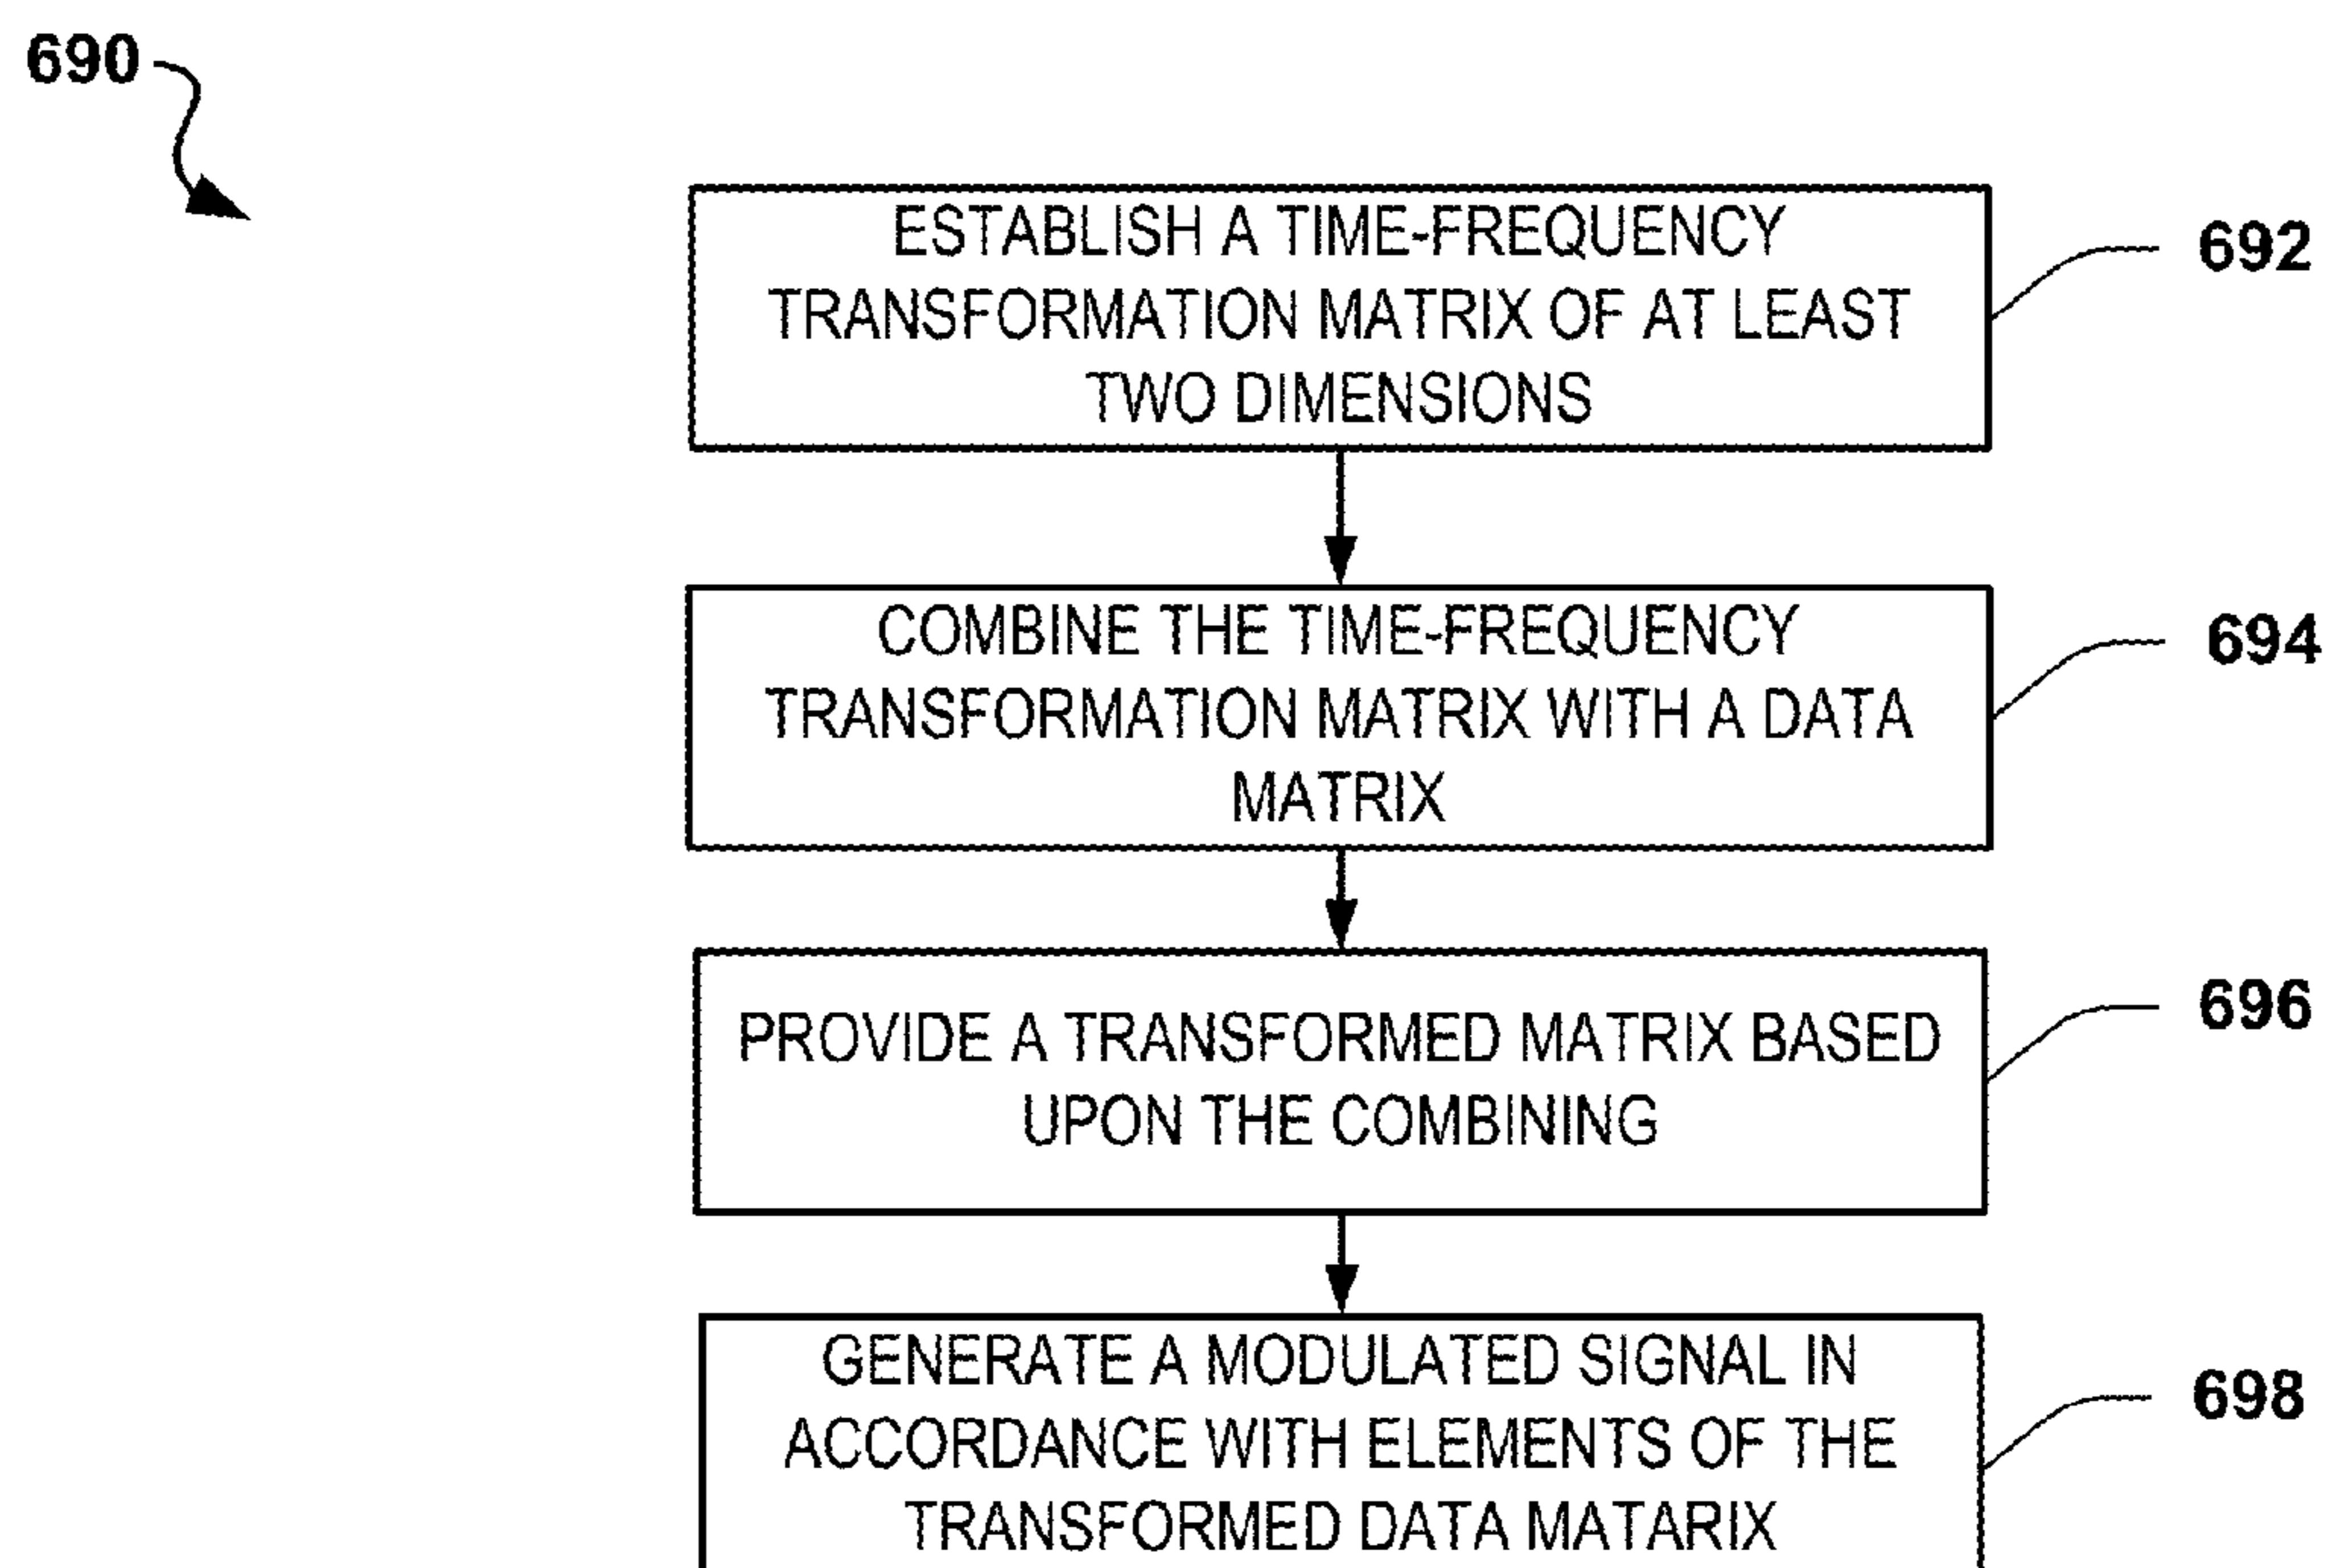 690
ESTABLISH A TIME-FREQUENCY
TRANSFORMATION MATRIX OF AT LEAST
TWO DIMENSIONS
692
COMBINE THE TIME-FREQUENCY
TRANSFORMATION MATRIX WITH A DATA
MATRIX
694
PROVIDE A TRANSFORMED MATRIX BASED
UPON THE COMBINING
696
GENERATE A MODULATED SIGNAL IN
ACCORDANCE WITH ELEMENTS OF THE
TRANSFORMED DATA MATARIX
698